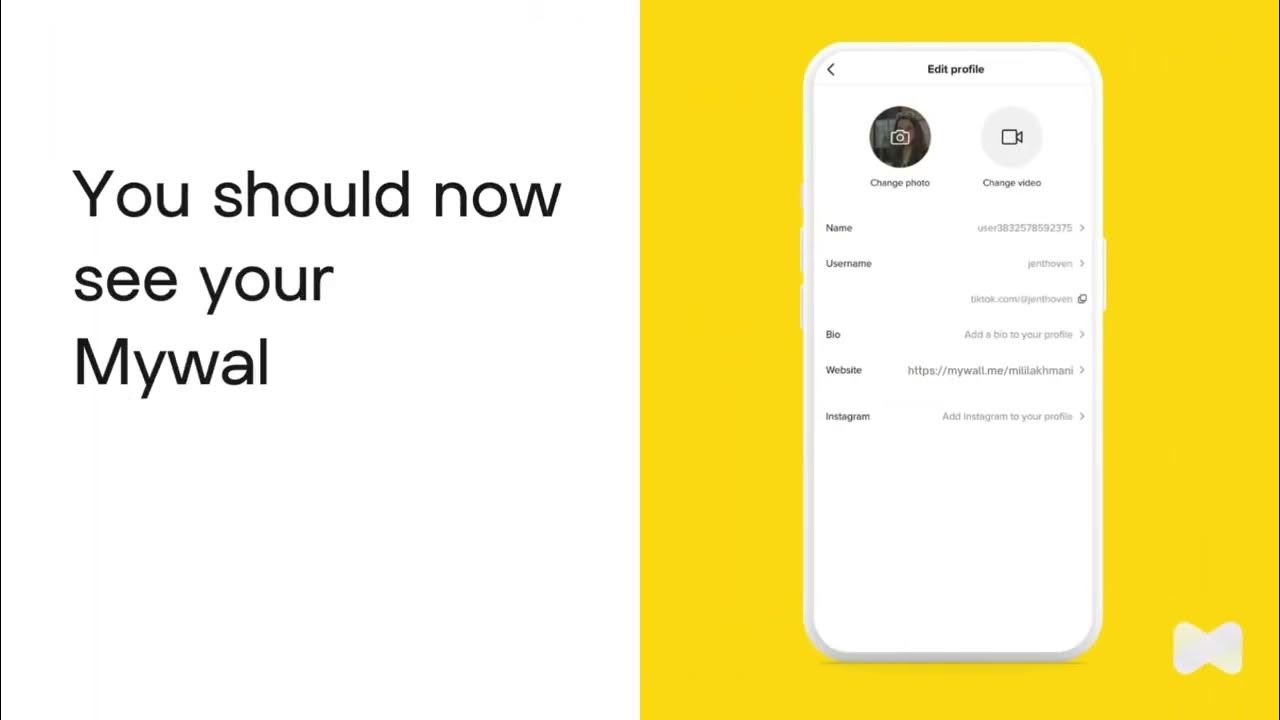 You should now
see your
Mywal
Edit profile
Change photo Change video
Name user3832578592375
Username jenthoven
tiktok.com/@jenthoven
Bio Add a bio to your profile
Website https://mywall.me/mililakhmani
Instagram Add Instagram to your profile